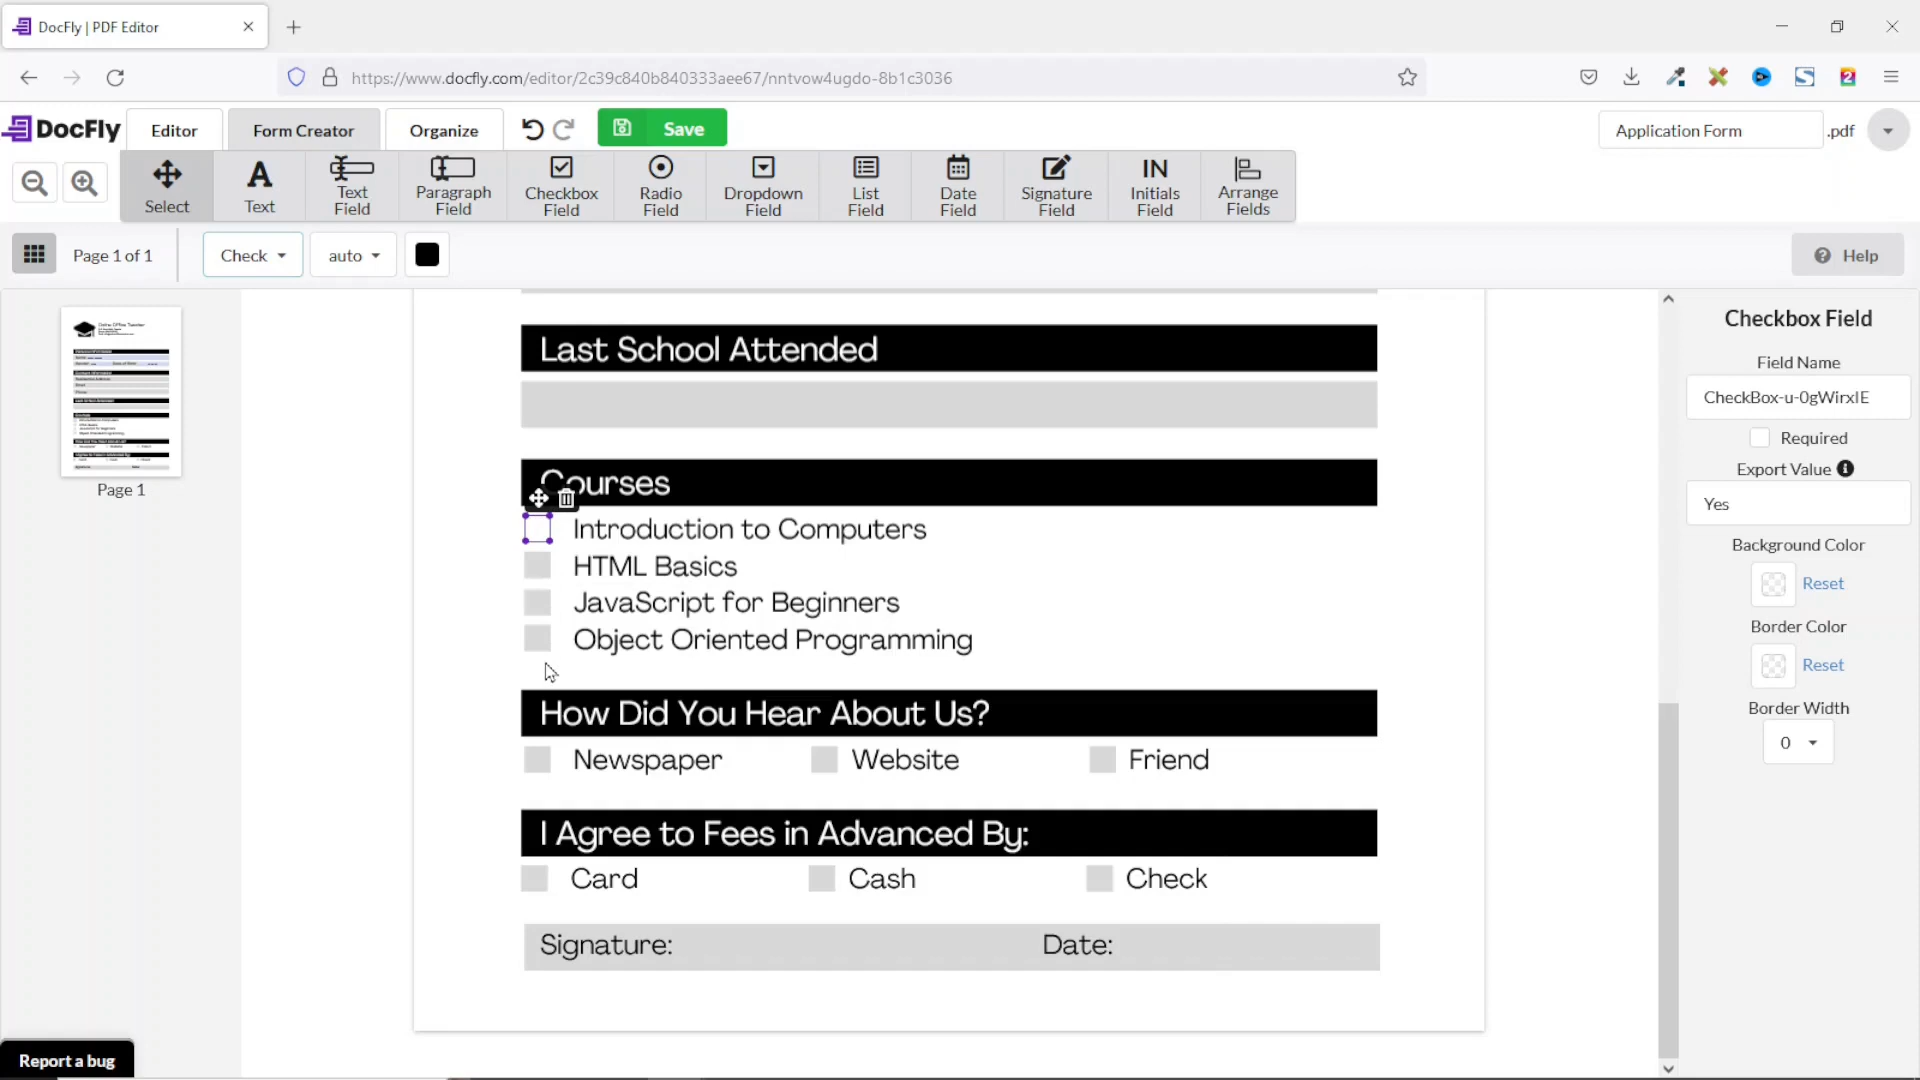 DocFly | PDF Editor
https://www.docfly.com/editor/2c39c840b840333aee67/nntvow4ugdo-8b1c3036
2
DocFly
Editor
Form Creator
Organize
Save
Application Form
.pdf
Select
Text
Text Field
Paragraph Field
Checkbox Field
Radio Field
Dropdown Field
List Field
Date Field
Signature Field
IN
Initials Field
Arrange Fields
Page 1 of 1
Check
auto
Help
Page 1
Last School Attended
Courses
Introduction to Computers
HTML Basics
JavaScript for Beginners
Object Oriented Programming
How Did You Hear About Us?
Newspaper
Website
Friend
I Agree to Fees in Advanced By:
Card
Cash
Check
Signature:
Date:
Checkbox Field
Field Name
CheckBox-u-0gWirxIE
Required
Export Value
Yes
Background Color
Reset
Border Color
Reset
Border Width
0
Report a bug